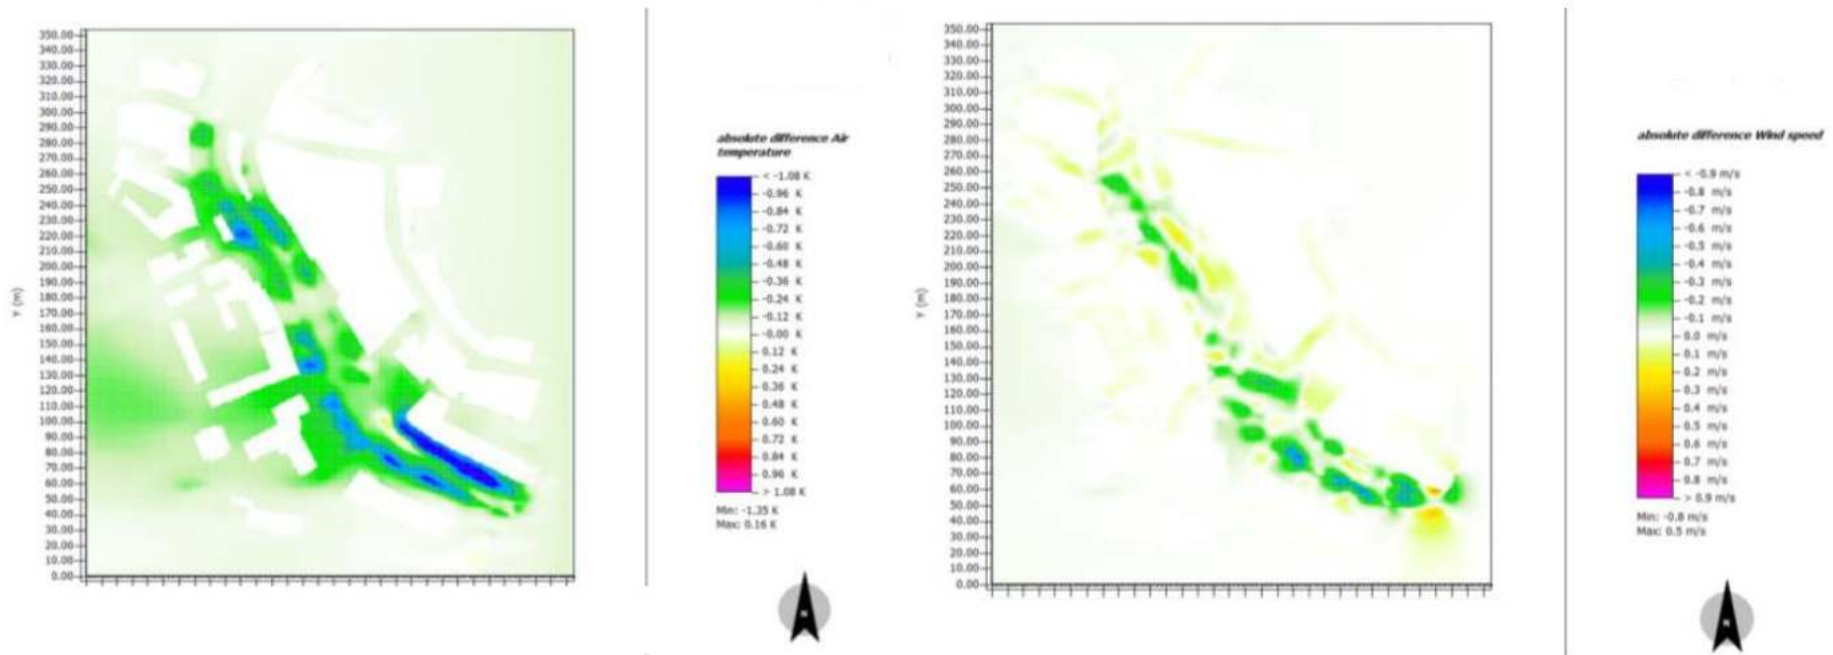 350.00
340.00
330.00
320.00
310.00
300.00
290.00
280.00
270.00
260.00
250.00
240.00
230.00
220.00
210.00
200.00
190.00
180.00
170.00
160.00
150.00
140.00
130.00
120.00
110.00
100.00
90.00
80.00
70.00
60.00
50.00
40.00
30.00
20.00
10.00
0.00
Y (m)
absolute difference Air
temperature
< -1.08 K
-0.96 K
-0.84 K
-0.72 K
-0.60 K
-0.48 K
-0.36 K
-0.24 K
-0.12 K
-0.00 K
0.12 K
0.24 K
0.36 K
0.48 K
0.60 K
0.72 K
0.84 K
0.96 K
> 1.08 K
Min: -1.35 K
Max: 0.16 K
N
350.00
340.00
330.00
320.00
310.00
300.00
290.00
280.00
270.00
260.00
250.00
240.00
230.00
220.00
210.00
200.00
190.00
180.00
170.00
160.00
150.00
140.00
130.00
120.00
110.00
100.00
90.00
80.00
70.00
60.00
50.00
40.00
30.00
20.00
10.00
0.00
Y (m)
absolute difference Wind speed
< -0.9 m/s
-0.8 m/s
-0.7 m/s
-0.6 m/s
-0.5 m/s
-0.4 m/s
-0.3 m/s
-0.2 m/s
-0.1 m/s
0.0 m/s
0.1 m/s
0.2 m/s
0.3 m/s
0.4 m/s
0.5 m/s
0.6 m/s
0.7 m/s
0.8 m/s
> 0.9 m/s
Min: -0.8 m/s
Max: 0.5 m/s
N